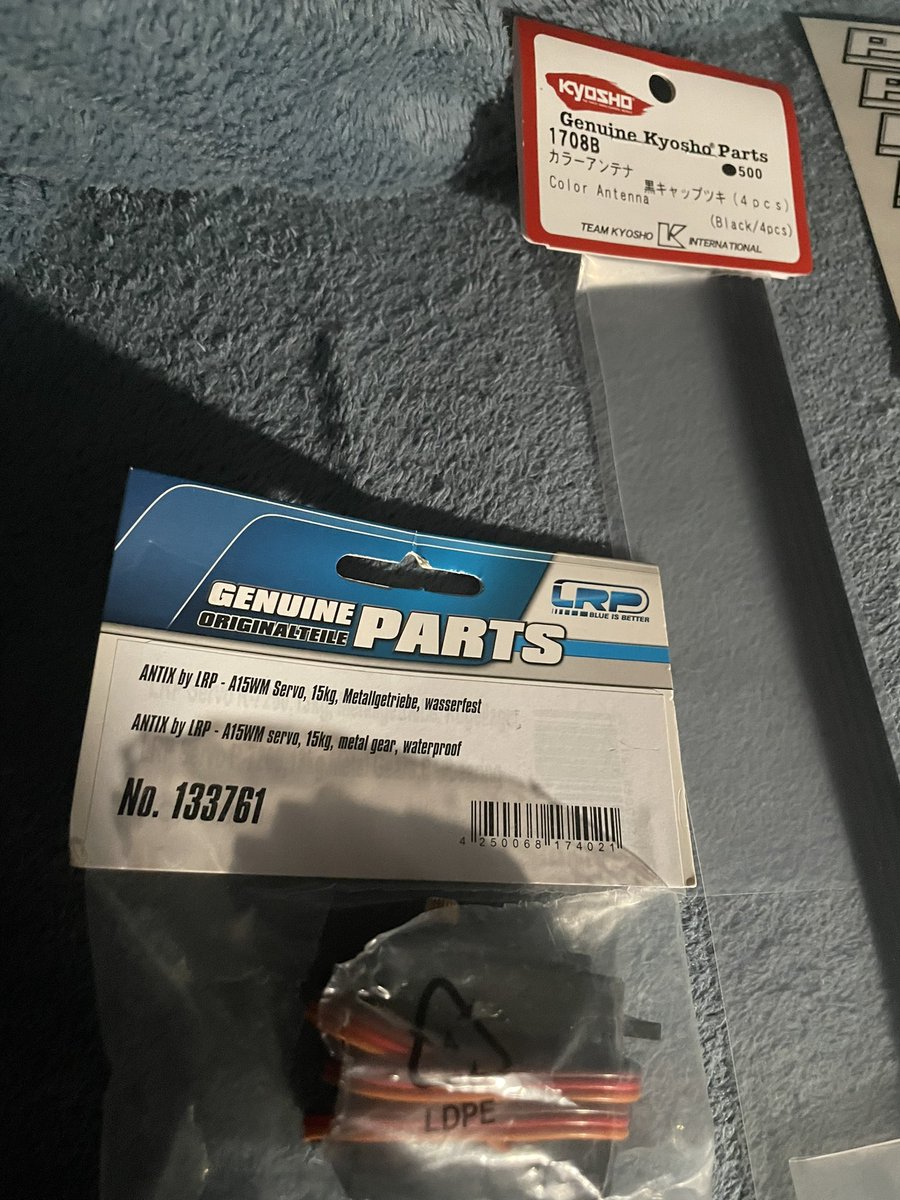 KYOSHO
Genuine Kyosho Parts
1708B
●500
カラーアンテナ
黒キャップツキ(4pcs)
Color Antenna
(Black/4pcs)
TEAM KYOSHO K INTERNATIONAL
GENUINE
ORIGINALTEILE
PARTS
LRP
BLUE IS BETTER
ANTIX by LRP - A15WM Servo, 15kg, Metallgetriebe, wasserfest
ANTIX by LRP - A15WM servo, 15kg, metal gear, waterproof
No. 133761
4 250068 174021
LDPE